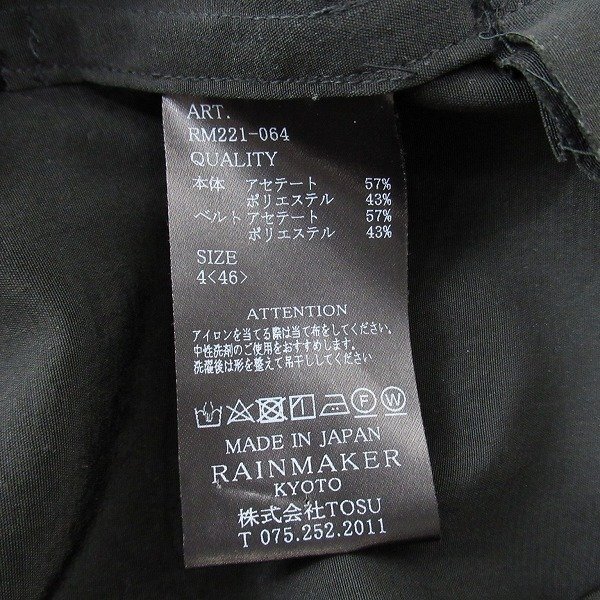 ART.
RM221-064
QUALITY
本体 アセテート 57%
ポリエステル 43%
ベルト アセテート 57%
ポリエステル 43%
SIZE
4<46>
ATTENTION
アイロンを当てる際は当て布をしてください。
中性洗剤のご使用をおすすめします。
洗濯後は形を整えて吊干ししてください。
MADE IN JAPAN
RAINMAKER
KYOTO
株式会社TOSU
T 075.252.2011